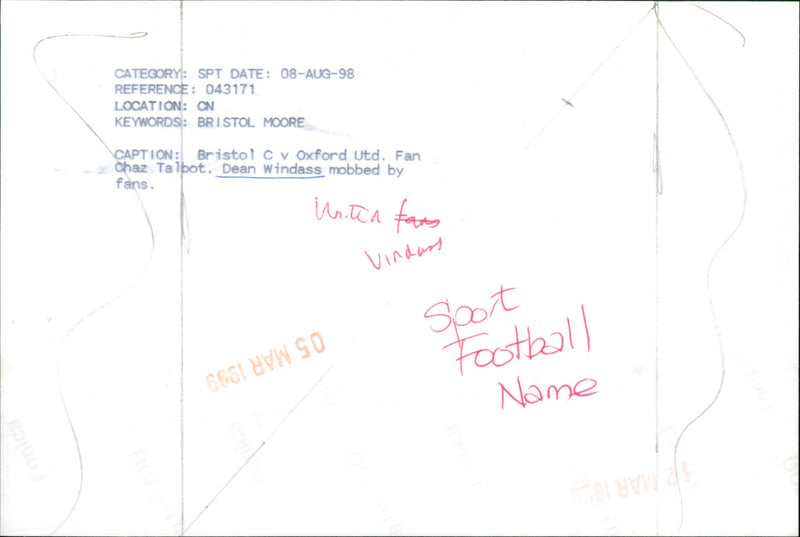 CATEGORY: SPT DATE: 08-AUG-98
REFERENCE: 043171
LOCATION: CN
KEYWORDS: BRISTOL MOORE
CAPTION: Bristol C v Oxford Utd. Fan
Chaz Talbot. Dean Windass mobbed by
fans.
United fans
Windass
Sport
Football
Name
05 MAR 1999
12 MAR 1999
Konica